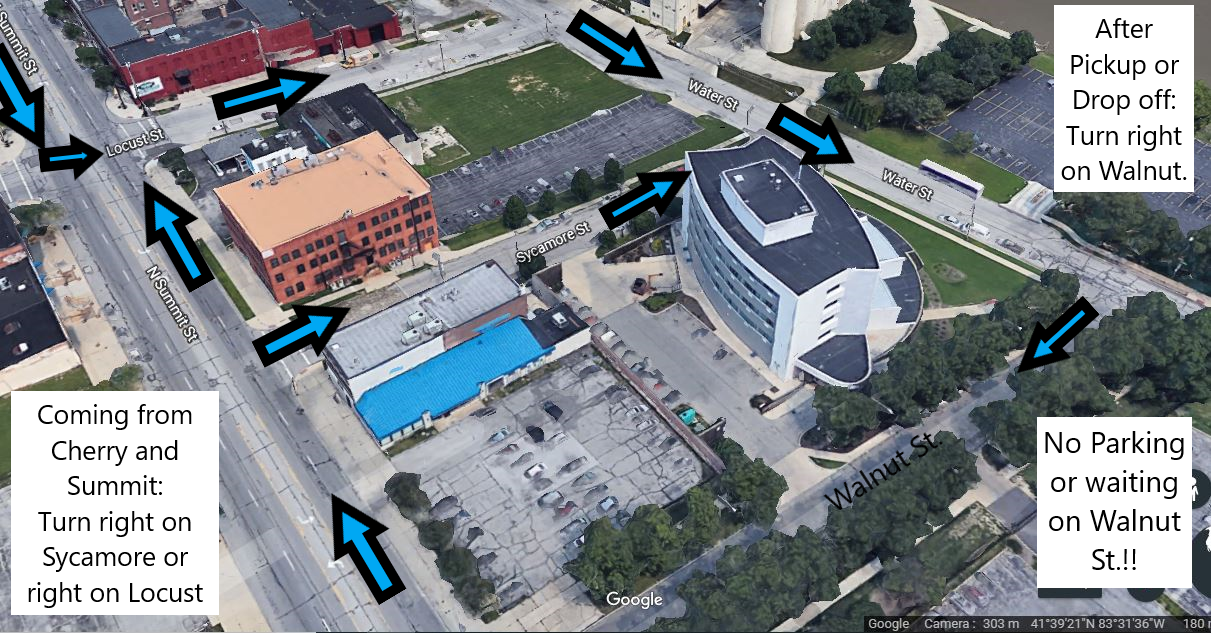 Summit St
After
Pickup or
Drop off:
Turn right
on Walnut.
Water St
Locust St
Water St
Sycamore St
N Summit St
Coming from
Cherry and
Summit:
Turn right on
Sycamore or
right on Locust
Walnut St.
No Parking
or waiting
on Walnut
St.!!
Google
Google Camera : 303 m 41°39'21"N 83°31'36"W 180 m